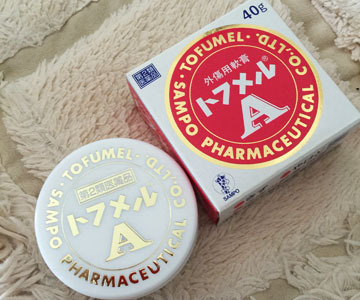 40g
第2類医薬品
外傷用軟膏
トフメル®
A
TOFUMEL · SAMPO PHARMACEUTICAL CO.,LTD. ·
SAMPO
第2類医薬品
トフメル
A
TOFUMEL · SAMPO PHARMACEUTICAL CO.,LTD. ·